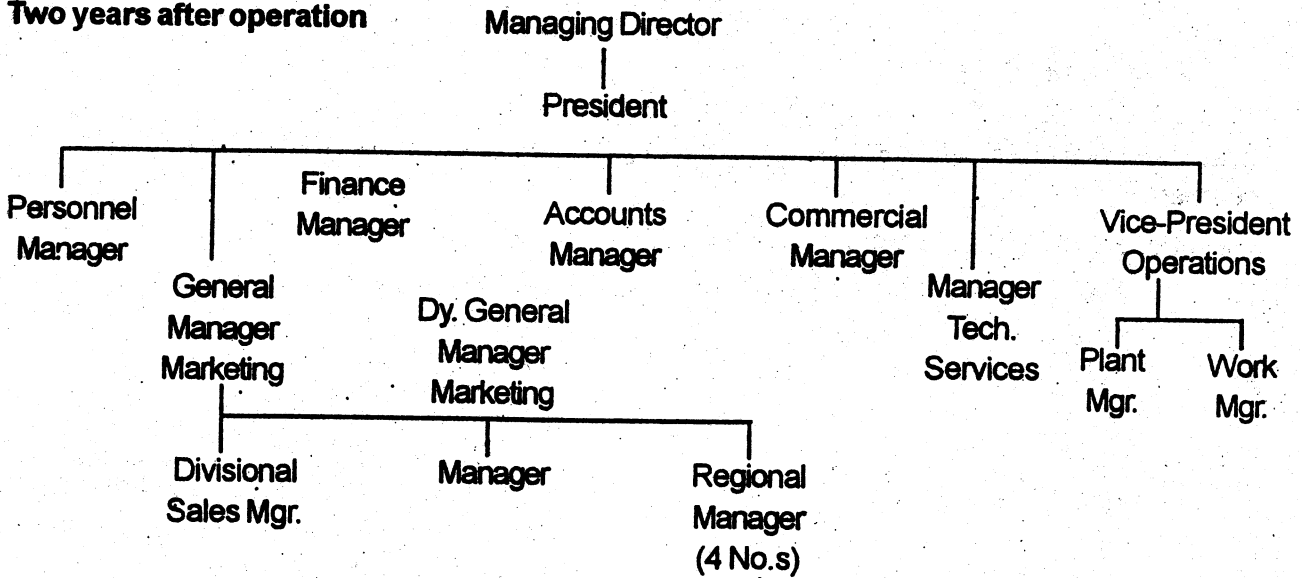 Two years after operation
Managing Director
President
Personnel
Manager
Finance
Manager
Accounts
Manager
Commercial
Manager
Vice-President
Operations
General
Manager
Marketing
Dy. General
Manager
Marketing
Manager
Tech.
Services
Plant
Mgr.
Work
Mgr.
Divisional
Sales Mgr.
Manager
Regional
Manager
(4 No.s)